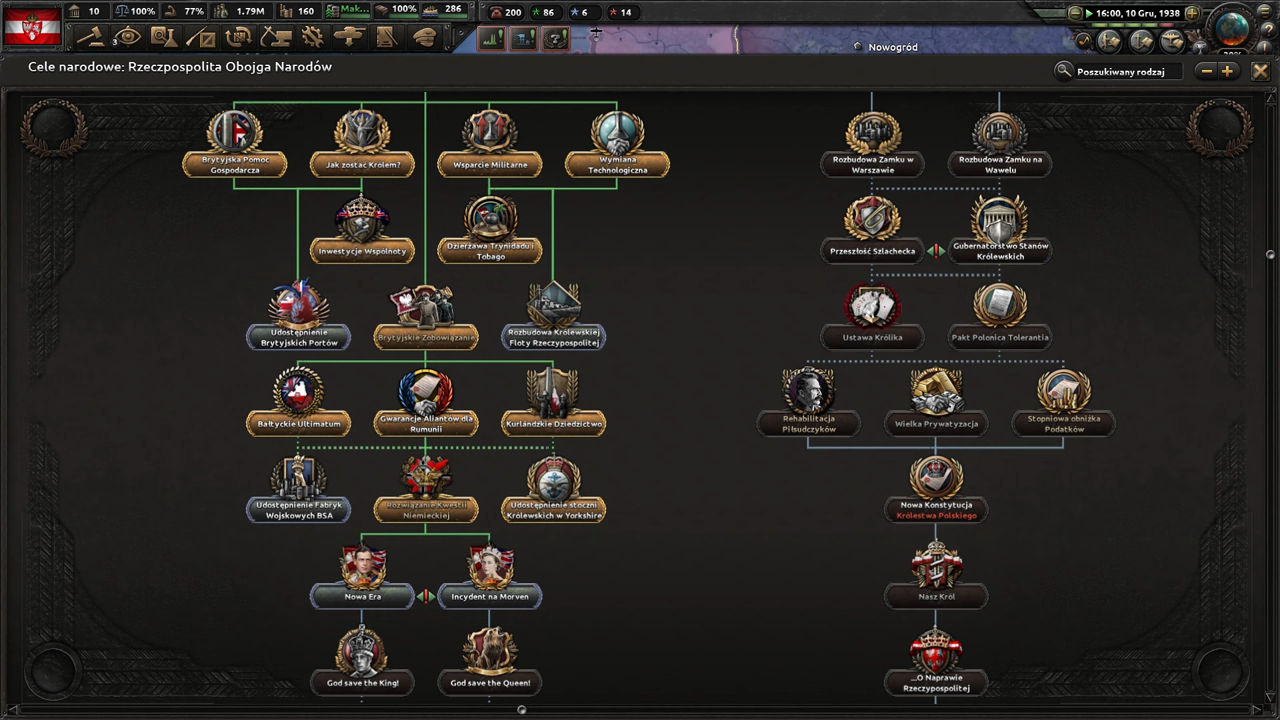 10
100%
77%
1.79M
160
Mak...
100%
286
200
86
6
14
16:00, 10 Gru, 1938
3
Nowogród
Cele narodowe: Rzeczpospolita Obojga Narodów
Poszukiwany rodzaj
Brytyjska Pomoc
Gospodarcza
Jak zostać Królem?
Wsparcie Militarne
Wymiana
Technologiczna
Rozbudowa Zamku w
Warszawie
Rozbudowa Zamku na
Wawelu
Inwestycje Wspólnoty
Dzierżawa Trynidadu i
Tobago
Przeszłość Szlachecka
Gubernatorstwo Stanów
Królewskich
Udostępnienie
Brytyjskich Portów
Brytyjskie Zobowiązanie
Rozbudowa Królewskiej
Floty Rzeczypospolitej
Ustawa Królika
Pakt Polonica Tolerantia
Bałtyckie Ultimatum
Gwarancje Aliantów dla
Rumunii
Kurlandzkie Dziedzictwo
Rehabilitacja
Piłsudczyków
Wielka Prywatyzacja
Stopniowa obniżka
Podatków
Udostępnienie Fabryk
Wojskowych BSA
Rozwiązanie Kwestii
Niemieckiej
Udostępnienie stoczni
Królewskich w Yorkshire
Nowa Konstytucja
Królestwa Polskiego
Nowa Era
Incydent na Morven
Nasz Król
God save the King!
God save the Queen!
...O Naprawie
Rzeczypospolitej